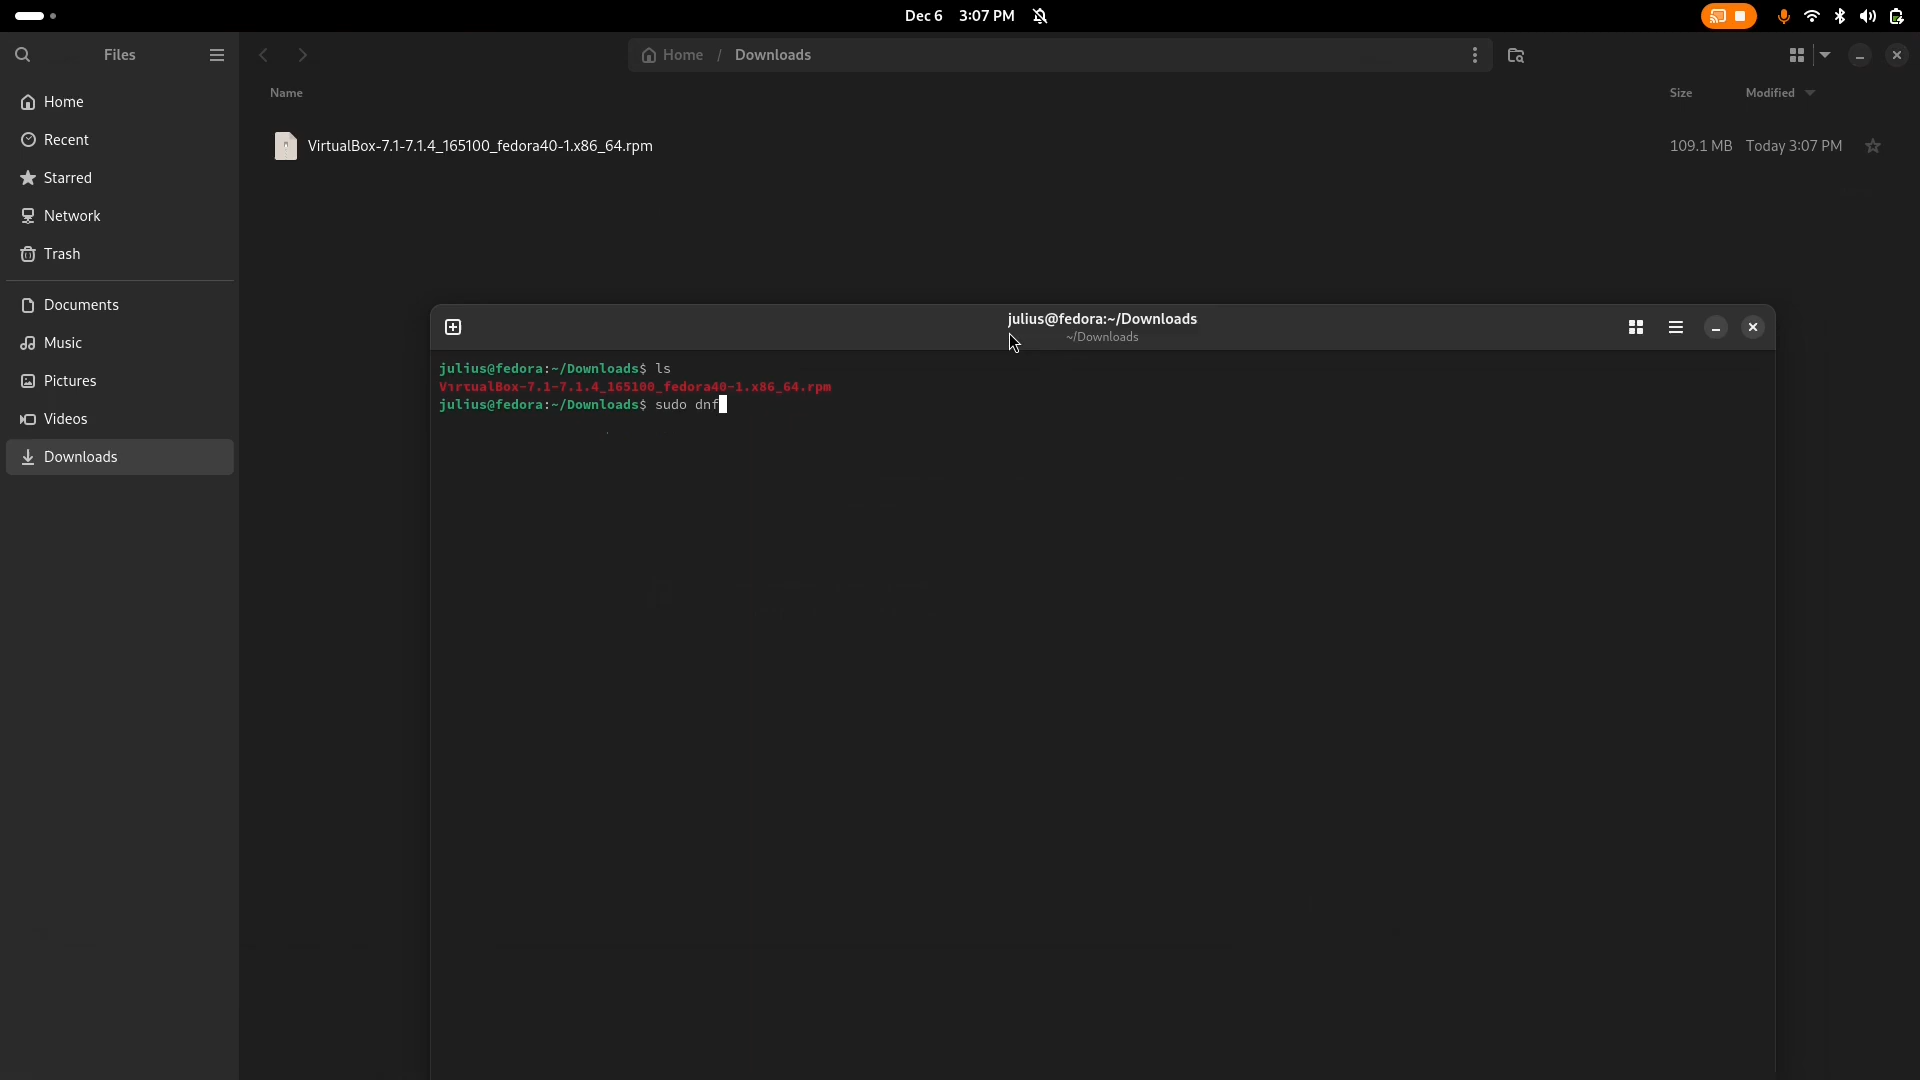 Dec 6 3:07 PM
Files
Home / Downloads
Name
Size
Modified
Home
Recent
Starred
Network
Trash
Documents
Music
Pictures
Videos
Downloads
VirtualBox-7.1-7.1.4_165100_fedora40-1.x86_64.rpm
109.1 MB
Today 3:07 PM
julius@fedora:~/Downloads
~/Downloads
julius@fedora:~/Downloads$ ls
VirtualBox-7.1-7.1.4_165100_fedora40-1.x86_64.rpm
julius@fedora:~/Downloads$ sudo dnf